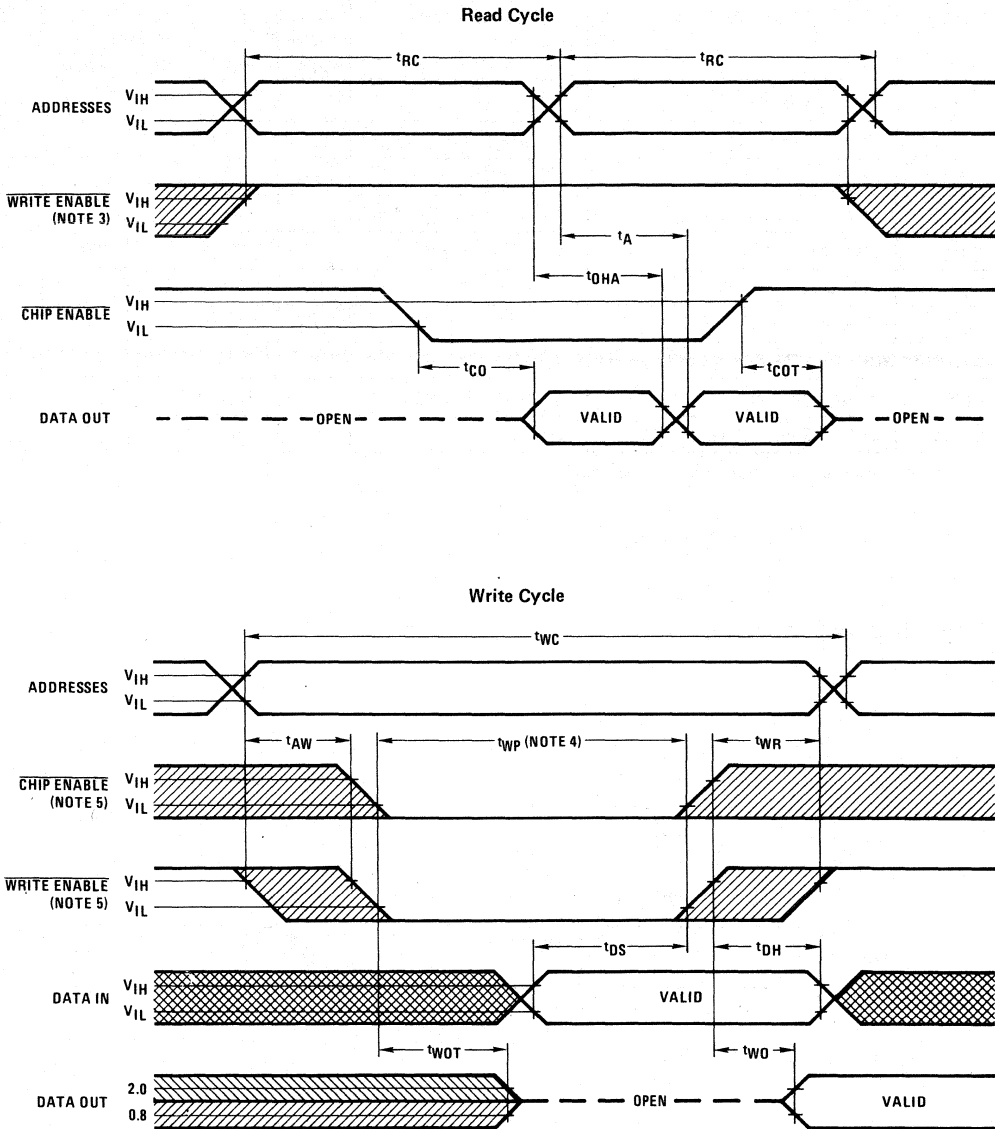 Read Cycle
tRC tRC
ADDRESSES VIH
VIL
WRITE ENABLE VIH
(NOTE 3) VIL
tA
tOHA
CHIP ENABLE VIH
VIL
tCO tCOT
DATA OUT OPEN VALID VALID OPEN
Write Cycle
tWC
ADDRESSES VIH
VIL
tAW tWP (NOTE 4) tWR
CHIP ENABLE VIH
(NOTE 5) VIL
WRITE ENABLE VIH
(NOTE 5) VIL
tDS tDH
DATA IN VIH
VIL
VALID
tWOT tWO
DATA OUT 2.0
0.8
OPEN VALID